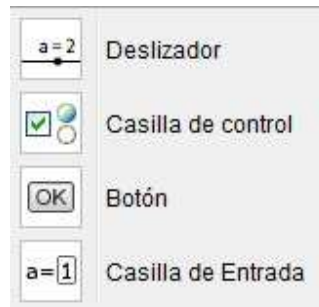 a=2 Deslizador
Casilla de control
OK Botón
a=1 Casilla de Entrada